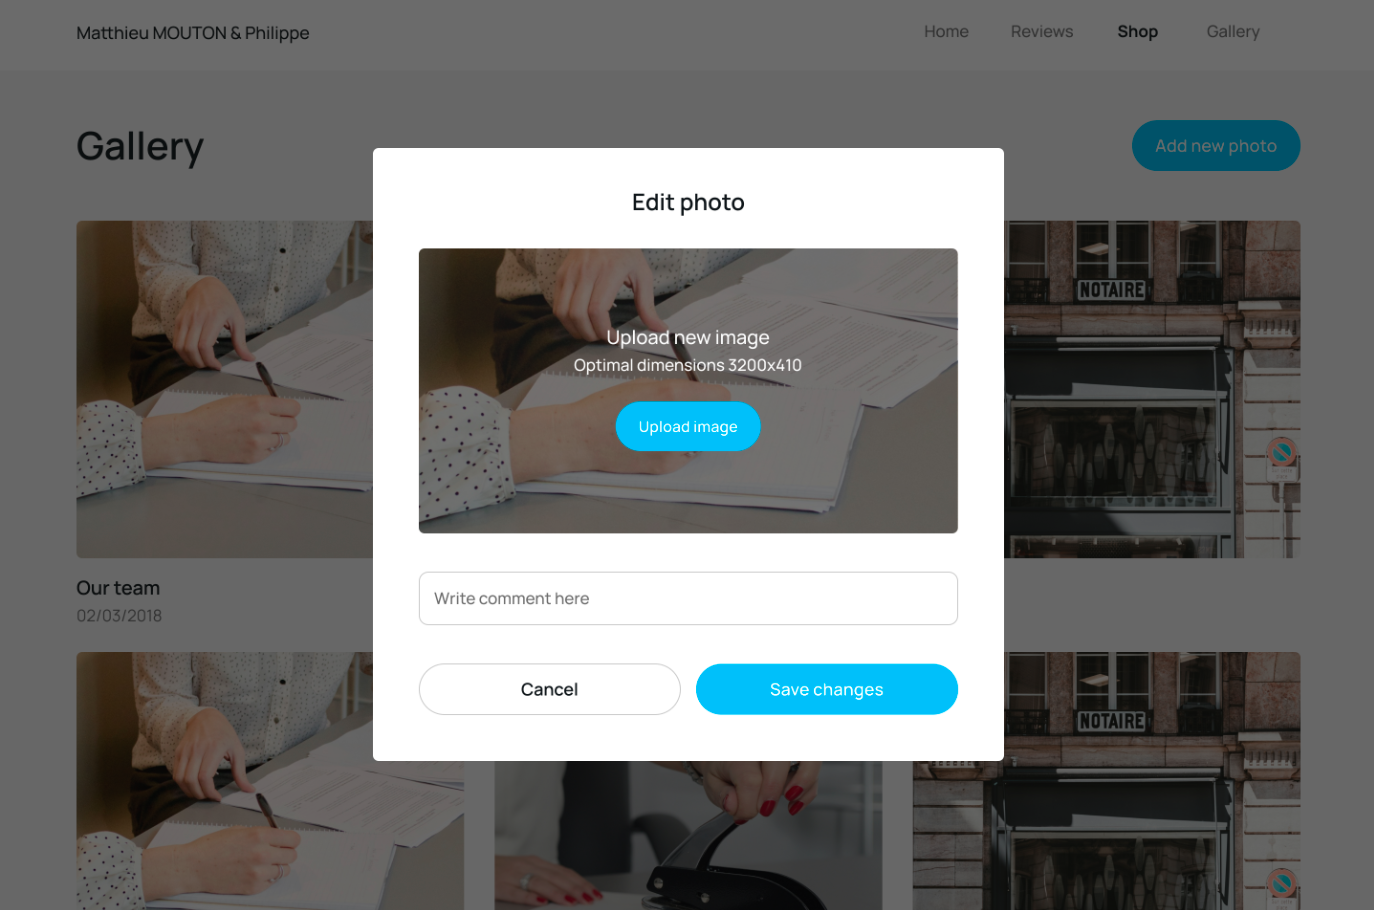 Matthieu MOUTON & Philippe
Home Reviews Shop Gallery
Gallery
Add new photo
Edit photo
NOTAIRE
Upload new image
Optimal dimensions 3200x410
Upload image
Our team
02/03/2018
Write comment here
Cancel
Save changes
NOTAIRE